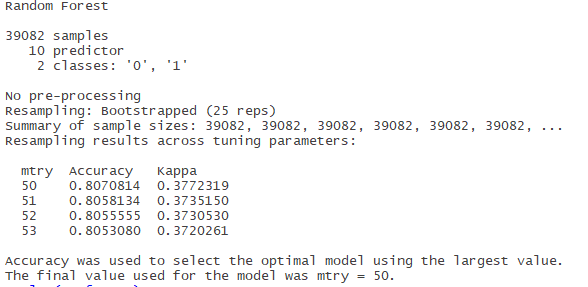 Random Forest
39082 samples
10 predictor
2 classes: '0', '1'
No pre-processing
Resampling: Bootstrapped (25 reps)
Summary of sample sizes: 39082, 39082, 39082, 39082, 39082, 39082, ...
Resampling results across tuning parameters:
mtry Accuracy Kappa
50 0.8070814 0.3772319
51 0.8058134 0.3735150
52 0.8055555 0.3730530
53 0.8053080 0.3720261
Accuracy was used to select the optimal model using the largest value.
The final value used for the model was mtry = 50.